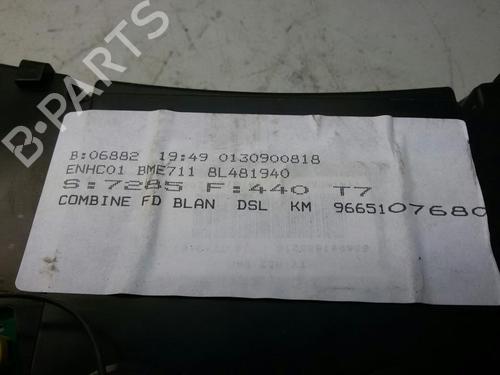 B-PARTS
B:06882 19:49 0130900818
ENHC01 BME711 8L481940
S:7285 F:440 T7
COMBINE FD BLAN DSL KM 9665107680